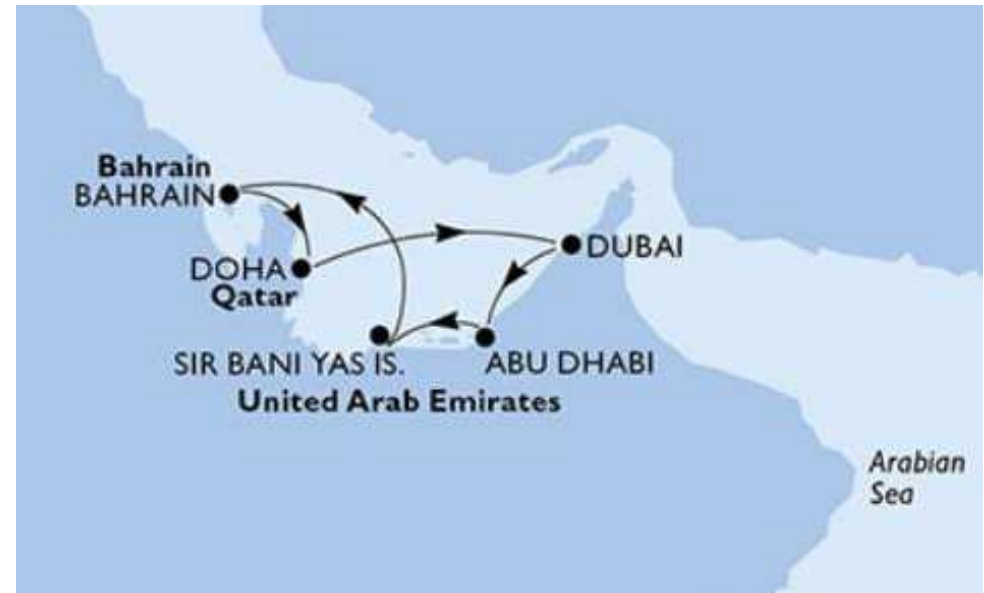 Bahrain
BAHRAIN
DOHA
Qatar
DUBAI
SIR BANI YAS IS.
ABU DHABI
United Arab Emirates
Arabian
Sea